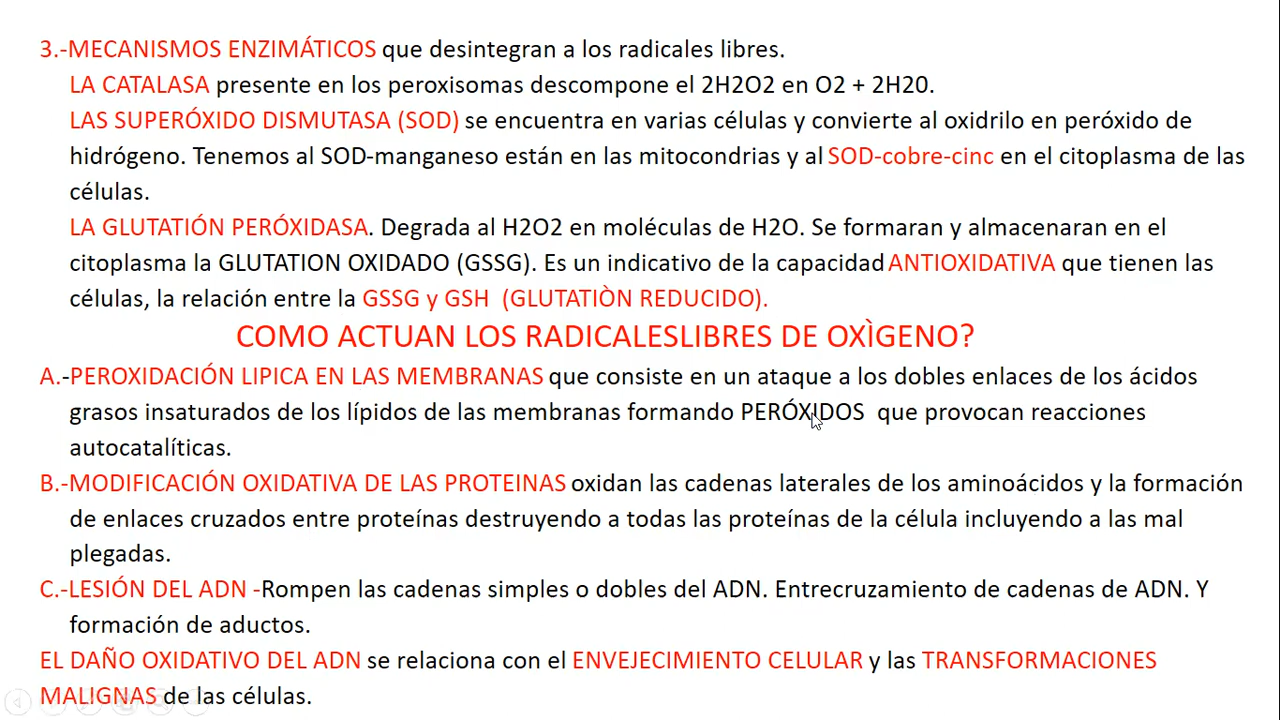 3.-MECANISMOS ENZIMÁTICOS que desintegran a los radicales libres.
LA CATALASA presente en los peroxisomas descompone el 2H2O2 en O2 + 2H20.
LAS SUPERÓXIDO DISMUTASA (SOD) se encuentra en varias células y convierte al oxidrilo en peróxido de
hidrógeno. Tenemos al SOD-manganeso están en las mitocondrias y al SOD-cobre-cinc en el citoplasma de las
células.
LA GLUTATIÓN PERÓXIDASA. Degrada al H2O2 en moléculas de H2O. Se formaran y almacenaran en el
citoplasma la GLUTATION OXIDADO (GSSG). Es un indicativo de la capacidad ANTIOXIDATIVA que tienen las
células, la relación entre la GSSG y GSH (GLUTATIÒN REDUCIDO).
COMO ACTUAN LOS RADICALESLIBRES DE OXÌGENO?
A.-PEROXIDACIÓN LIPICA EN LAS MEMBRANAS que consiste en un ataque a los dobles enlaces de los ácidos
grasos insaturados de los lípidos de las membranas formando PERÓXIDOS que provocan reacciones
autocatalíticas.
B.-MODIFICACIÓN OXIDATIVA DE LAS PROTEINAS oxidan las cadenas laterales de los aminoácidos y la formación
de enlaces cruzados entre proteínas destruyendo a todas las proteínas de la célula incluyendo a las mal
plegadas.
C.-LESIÓN DEL ADN -Rompen las cadenas simples o dobles del ADN. Entrecruzamiento de cadenas de ADN. Y
formación de aductos.
EL DAÑO OXIDATIVO DEL ADN se relaciona con el ENVEJECIMIENTO CELULAR y las TRANSFORMACIONES
MALIGNAS de las células.